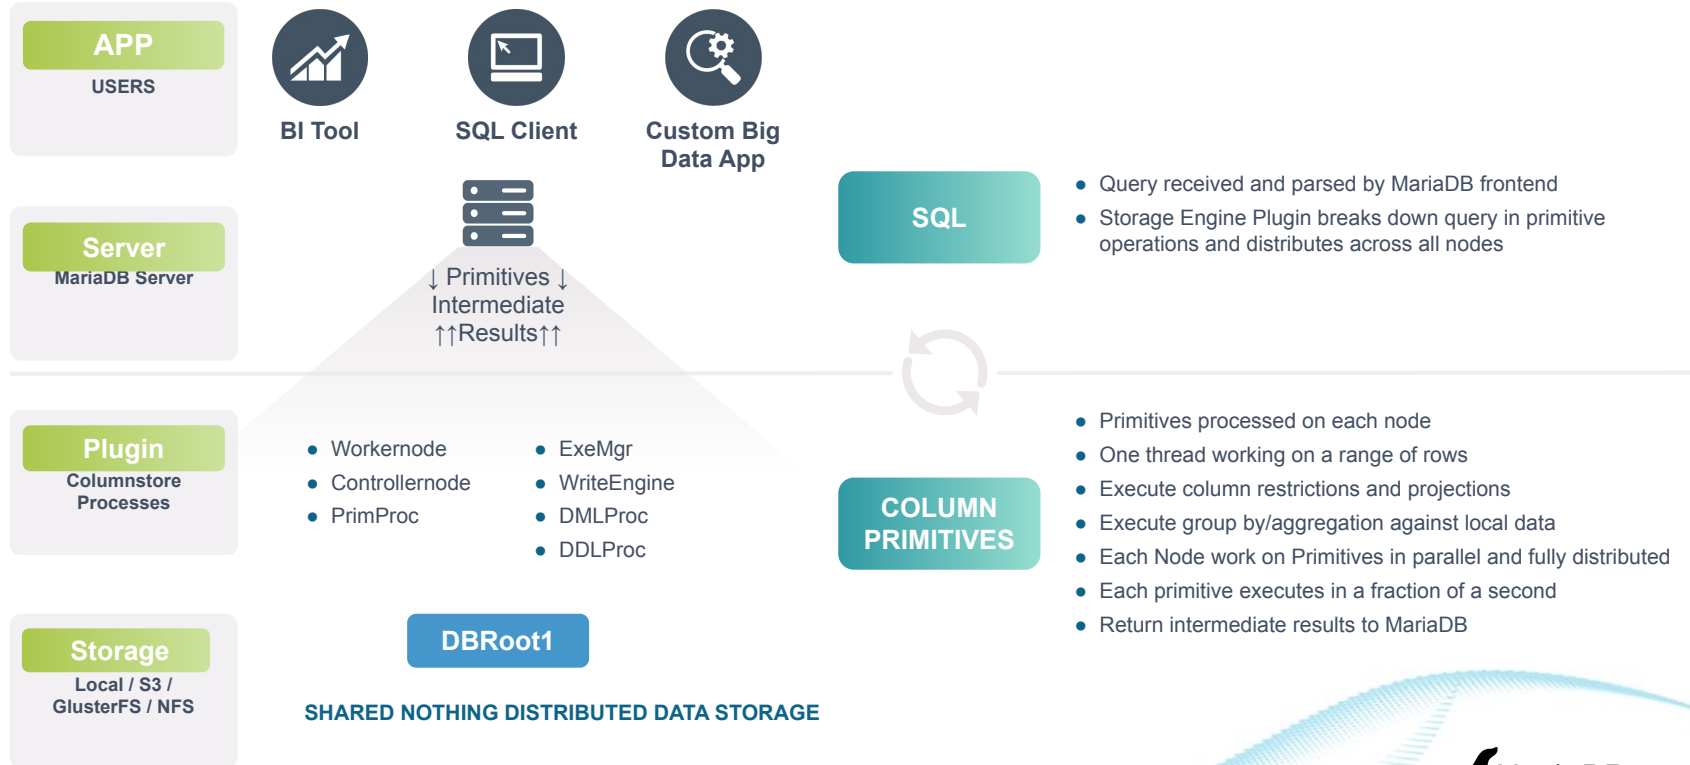 APP
USERS
BI Tool
SQL Client
Custom Big
Data App
Server
MariaDB Server
↓ Primitives ↓
Intermediate
↑↑Results↑↑
SQL
● Query received and parsed by MariaDB frontend
● Storage Engine Plugin breaks down query in primitive
operations and distributes across all nodes
Plugin
Columnstore
Processes
● Workernode
● Controllernode
● PrimProc
● ExeMgr
● WriteEngine
● DMLProc
● DDLProc
COLUMN
PRIMITIVES
● Primitives processed on each node
● One thread working on a range of rows
● Execute column restrictions and projections
● Execute group by/aggregation against local data
● Each Node work on Primitives in parallel and fully distributed
● Each primitive executes in a fraction of a second
● Return intermediate results to MariaDB
Storage
Local / S3 /
GlusterFS / NFS
DBRoot1
SHARED NOTHING DISTRIBUTED DATA STORAGE